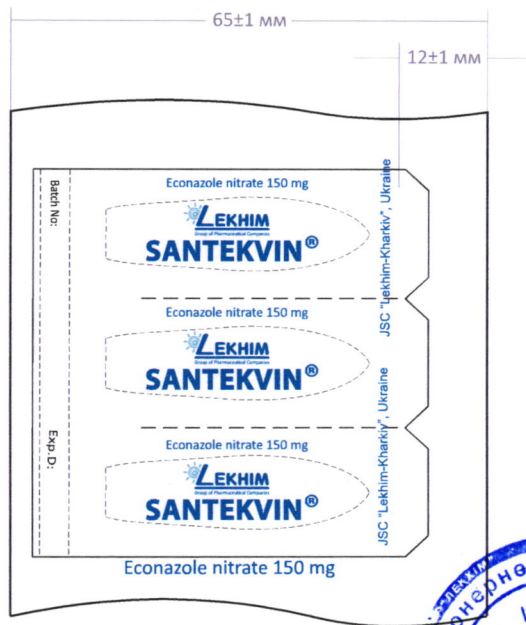 65±1 мм
12±1 мм
Batch No:
Exp. D:
Econazole nitrate 150 mg
LEKHIM
Group of Pharmaceutical Companies
SANTEKVIN®
JSC "Lekhim-Kharkiv", Ukraine
Econazole nitrate 150 mg
LEKHIM
Group of Pharmaceutical Companies
SANTEKVIN®
Econazole nitrate 150 mg
LEKHIM
Group of Pharmaceutical Companies
SANTEKVIN®
JSC "Lekhim-Kharkiv", Ukraine
Econazole nitrate 150 mg